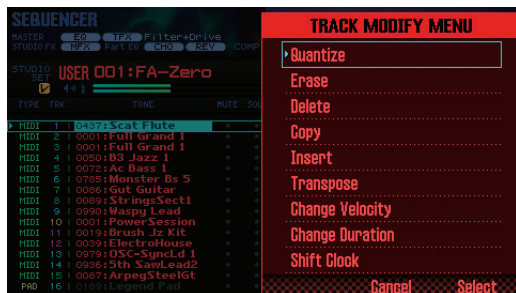 SEQUENCER
MASTER EQ TFX Filter+Drive
STUDIO FX MFX Part EQ CHO REV COMP
STUDIO SET USER 001:FA-Zero
TYPE TRK TONE MUTE SOL
MIDI 1 0437:Scat Flute
MIDI 2 0001:Full Grand 1
MIDI 3 0001:Full Grand 1
MIDI 4 0050:B3 Jazz 1
MIDI 5 0072:Ac Bass 1
MIDI 6 0785:Monster Bs 5
MIDI 7 0086:Gut Guitar
MIDI 8 0089:StringsSect1
MIDI 9 0990:Waspy Lead
MIDI 10 0001:PowerSession
MIDI 11 0019:Brush Jz Kit
MIDI 12 0039:ElectroHouse
MIDI 13 0979:OSC-SyncLd 1
MIDI 14 0936:5th SawLead2
MIDI 15 0087:ArpegSteelGt
PAD 16 0189:Legend Pad
TRACK MODIFY MENU
Quantize
Erase
Delete
Copy
Insert
Transpose
Change Velocity
Change Duration
Shift Clock
Cancel Select